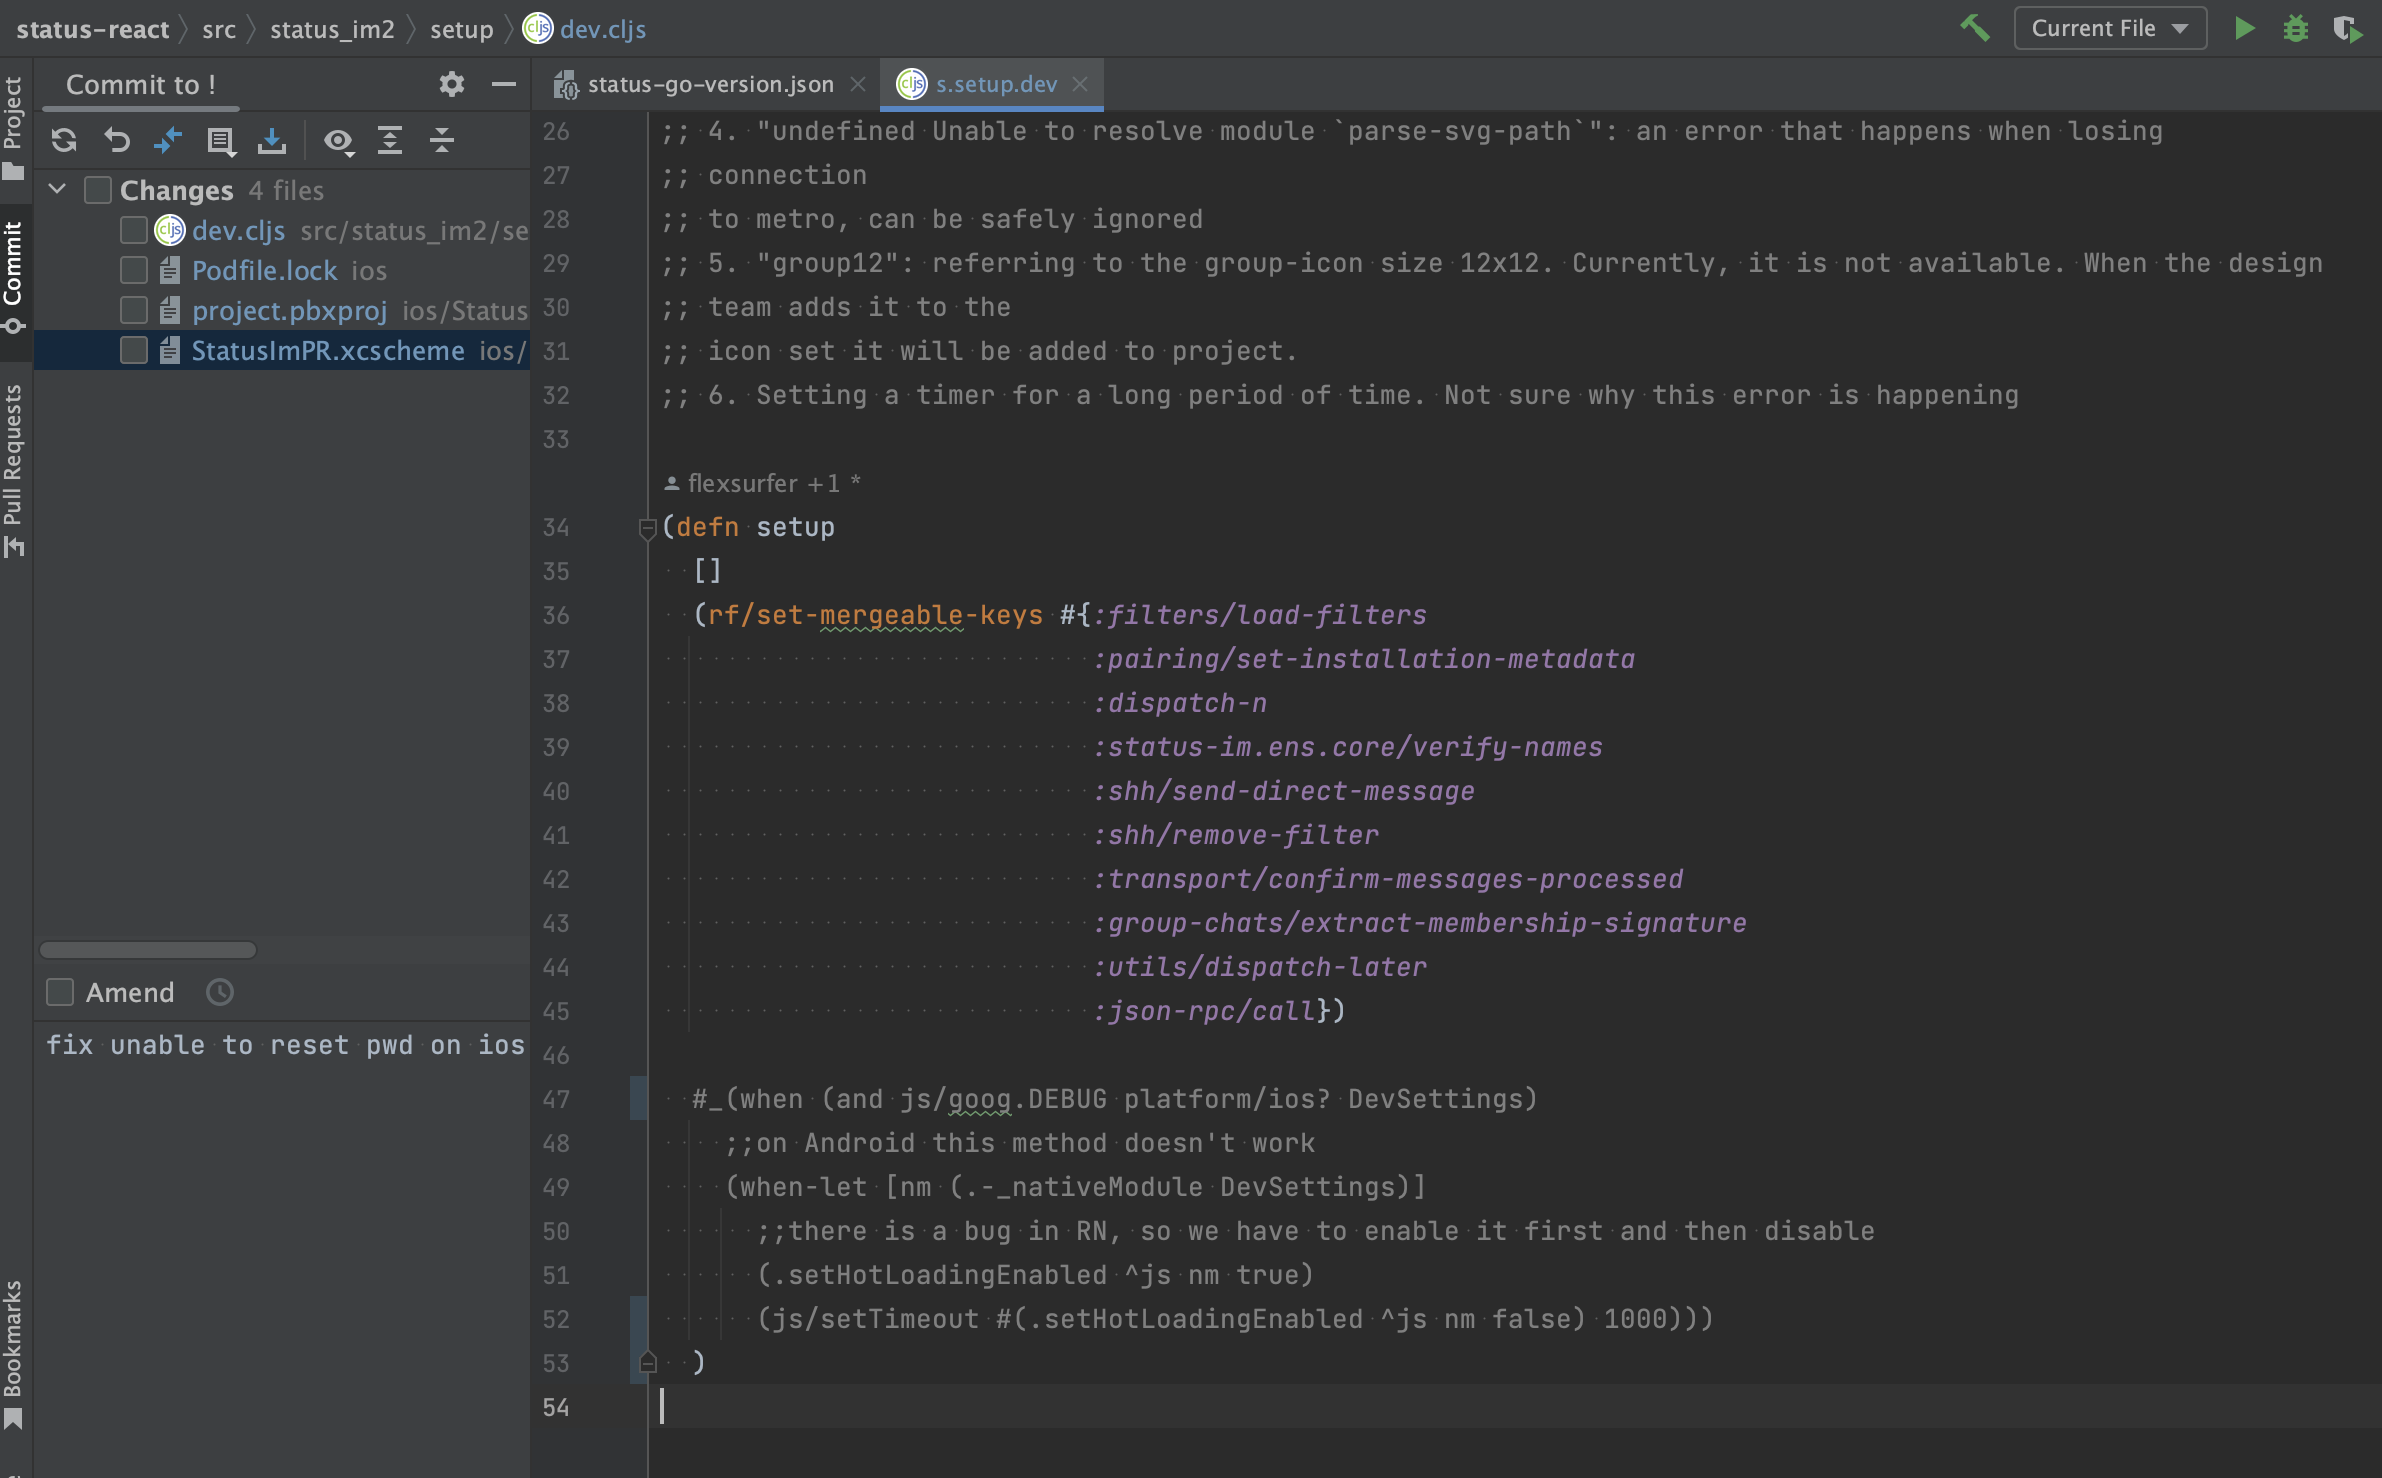 status-react
src
status_im2
setup
cljs dev.cljs
Current File
Project
Commit
Pull Requests
Bookmarks
Commit to !
Changes 4 files
cljs dev.cljs src/status_im2/se
Podfile.lock ios
project.pbxproj ios/Status
StatusImPR.xcscheme ios/
Amend
fix unable to reset pwd on ios
status-go-version.json
cljs s.setup.dev
26 ;; 4. "undefined Unable to resolve module `parse-svg-path`": an error that happens when losing
27 ;; connection
28 ;; to metro, can be safely ignored
29 ;; 5. "group12": referring to the group-icon size 12x12. Currently, it is not available. When the design
30 ;; team adds it to the
31 ;; icon set it will be added to project.
32 ;; 6. Setting a timer for a long period of time. Not sure why this error is happening
33
flexsurfer +1 *
34 (defn setup
35 []
36 (rf/set-mergeable-keys #{:filters/load-filters
37 :pairing/set-installation-metadata
38 :dispatch-n
39 :status-im.ens.core/verify-names
40 :shh/send-direct-message
41 :shh/remove-filter
42 :transport/confirm-messages-processed
43 :group-chats/extract-membership-signature
44 :utils/dispatch-later
45 :json-rpc/call})
46
47 #_(when (and js/goog.DEBUG platform/ios? DevSettings)
48 ;;on Android this method doesn't work
49 (when-let [nm (.-_nativeModule DevSettings)]
50 ;;there is a bug in RN, so we have to enable it first and then disable
51 (.setHotLoadingEnabled ^js nm true)
52 (js/setTimeout #(.setHotLoadingEnabled ^js nm false) 1000)))
53 )
54